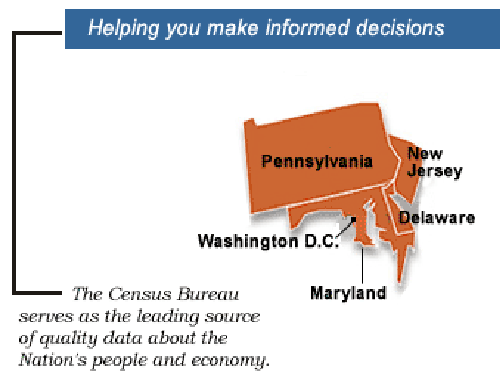 Helping you make informed decisions
Pennsylvania
New
Jersey
Delaware
Washington D.C.
Maryland
The Census Bureau
serves as the leading source
of quality data about the
Nation's people and economy.